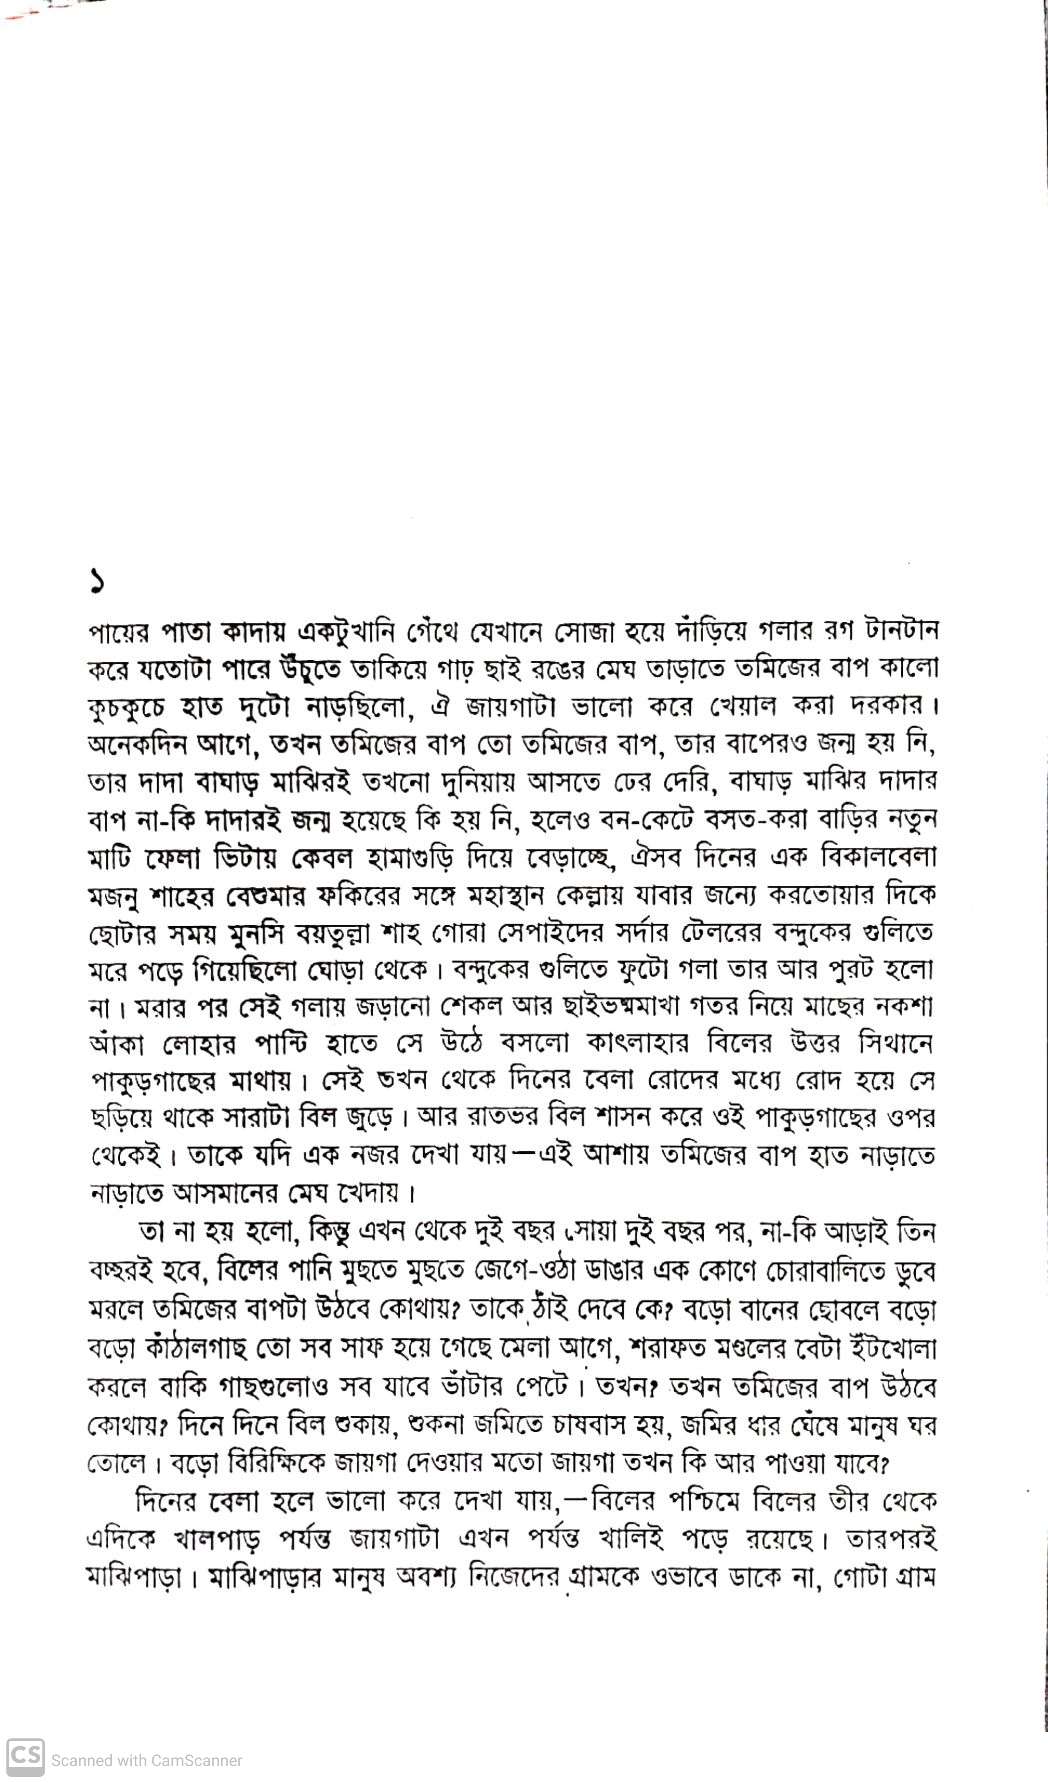 ১
পায়ের পাতা কাদায় একটুখানি গেঁথে যেখানে সোজা হয়ে দাঁড়িয়ে গলার রগ টানটান
করে যতোটা পারে উঁচুতে তাকিয়ে গাঢ় ছাই রঙের মেঘ তাড়াতে তমিজের বাপ কালো
কুচকুচে হাত দুটো নাড়ছিলো, ঐ জায়গাটা ভালো করে খেয়াল করা দরকার।
অনেকদিন আগে, তখন তমিজের বাপ তো তমিজের বাপ, তার বাপেরও জন্ম হয় নি,
তার দাদা বাঘাড় মাঝিরই তখনো দুনিয়ায় আসতে ঢের দেরি, বাঘাড় মাঝির দাদার
বাপ না-কি দাদারই জন্ম হয়েছে কি হয় নি, হলেও বন-কেটে বসত-করা বাড়ির নতুন
মাটি ফেলা ভিটায় কেবল হামাগুড়ি দিয়ে বেড়াচ্ছে, ঐসব দিনের এক বিকালবেলা
মজনু শাহের বেশুমার ফকিরের সঙ্গে মহাস্থান কেল্লায় যাবার জন্যে করতোয়ার দিকে
ছোটার সময় মুনসি বয়তুল্লা শাহ গোরা সেপাইদের সর্দার টেলরের বন্দুকের গুলিতে
মরে পড়ে গিয়েছিলো ঘোড়া থেকে। বন্দুকের গুলিতে ফুটো গলা তার আর পুরট হলো
না। মরার পর সেই গলায় জড়ানো শেকল আর ছাইভষ্মমাখা গতর নিয়ে মাছের নকশা
আঁকা লোহার পান্টি হাতে সে উঠে বসলো কাৎলাহার বিলের উত্তর সিথানে
পাকুড়গাছের মাথায়। সেই তখন থেকে দিনের বেলা রোদের মধ্যে রোদ হয়ে সে
ছড়িয়ে থাকে সারাটা বিল জুড়ে। আর রাতভর বিল শাসন করে ওই পাকুড়গাছের ওপর
থেকেই। তাকে যদি এক নজর দেখা যায়—এই আশায় তমিজের বাপ হাত নাড়াতে
নাড়াতে আসমানের মেঘ খেদায়।
তা না হয় হলো, কিন্তু এখন থেকে দুই বছর সোয়া দুই বছর পর, না-কি আড়াই তিন
বছরই হবে, বিলের পানি মুছতে মুছতে জেগে-ওঠা ডাঙার এক কোণে চোরাবালিতে ডুবে
মরলে তমিজের বাপটা উঠবে কোথায়? তাকে ঠাঁই দেবে কে? বড়ো বানের ছোবলে বড়ো
বড়ো কাঁঠালগাছ তো সব সাফ হয়ে গেছে মেলা আগে, শরাফত মণ্ডলের বেটা ইঁটখোলা
করলে বাকি গাছগুলোও সব যাবে ভাঁটার পেটে। তখন? তখন তমিজের বাপ উঠবে
কোথায়? দিনে দিনে বিল শুকায়, শুকনা জমিতে চাষবাস হয়, জমির ধার ঘেঁষে মানুষ ঘর
তোলে। বড়ো বিরিক্ষিকে জায়গা দেওয়ার মতো জায়গা তখন কি আর পাওয়া যাবে?
দিনের বেলা হলে ভালো করে দেখা যায়,—বিলের পশ্চিমে বিলের তীর থেকে
এদিকে খালপাড় পর্যন্ত জায়গাটা এখন পর্যন্ত খালিই পড়ে রয়েছে। তারপরই
মাঝিপাড়া। মাঝিপাড়ার মানুষ অবশ্য নিজেদের গ্রামকে ওভাবে ডাকে না, গোটা গ্রাম
CS Scanned with CamScanner